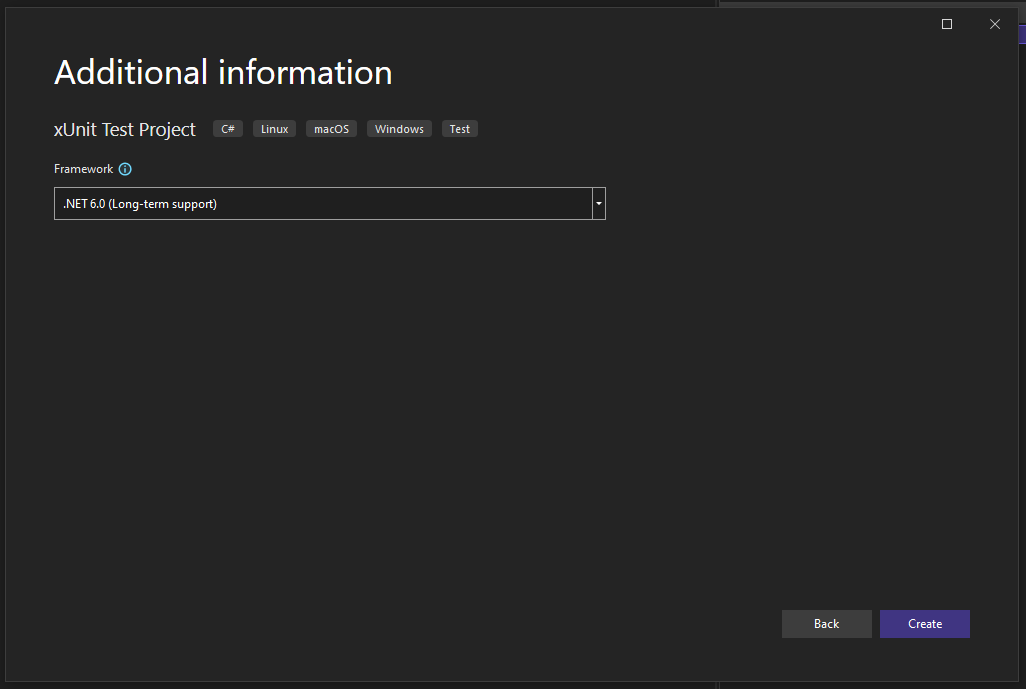 Additional information
xUnit Test Project C# Linux macOS Windows Test
Framework
.NET 6.0 (Long-term support)
Back Create